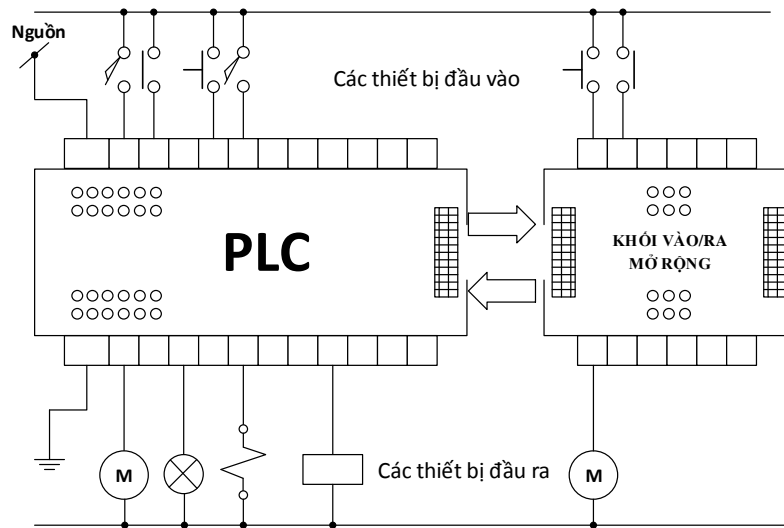 Nguồn
Các thiết bị đầu vào
PLC
KHỐI VÀO/RA
MỞ RỘNG
M
Các thiết bị đầu ra
M